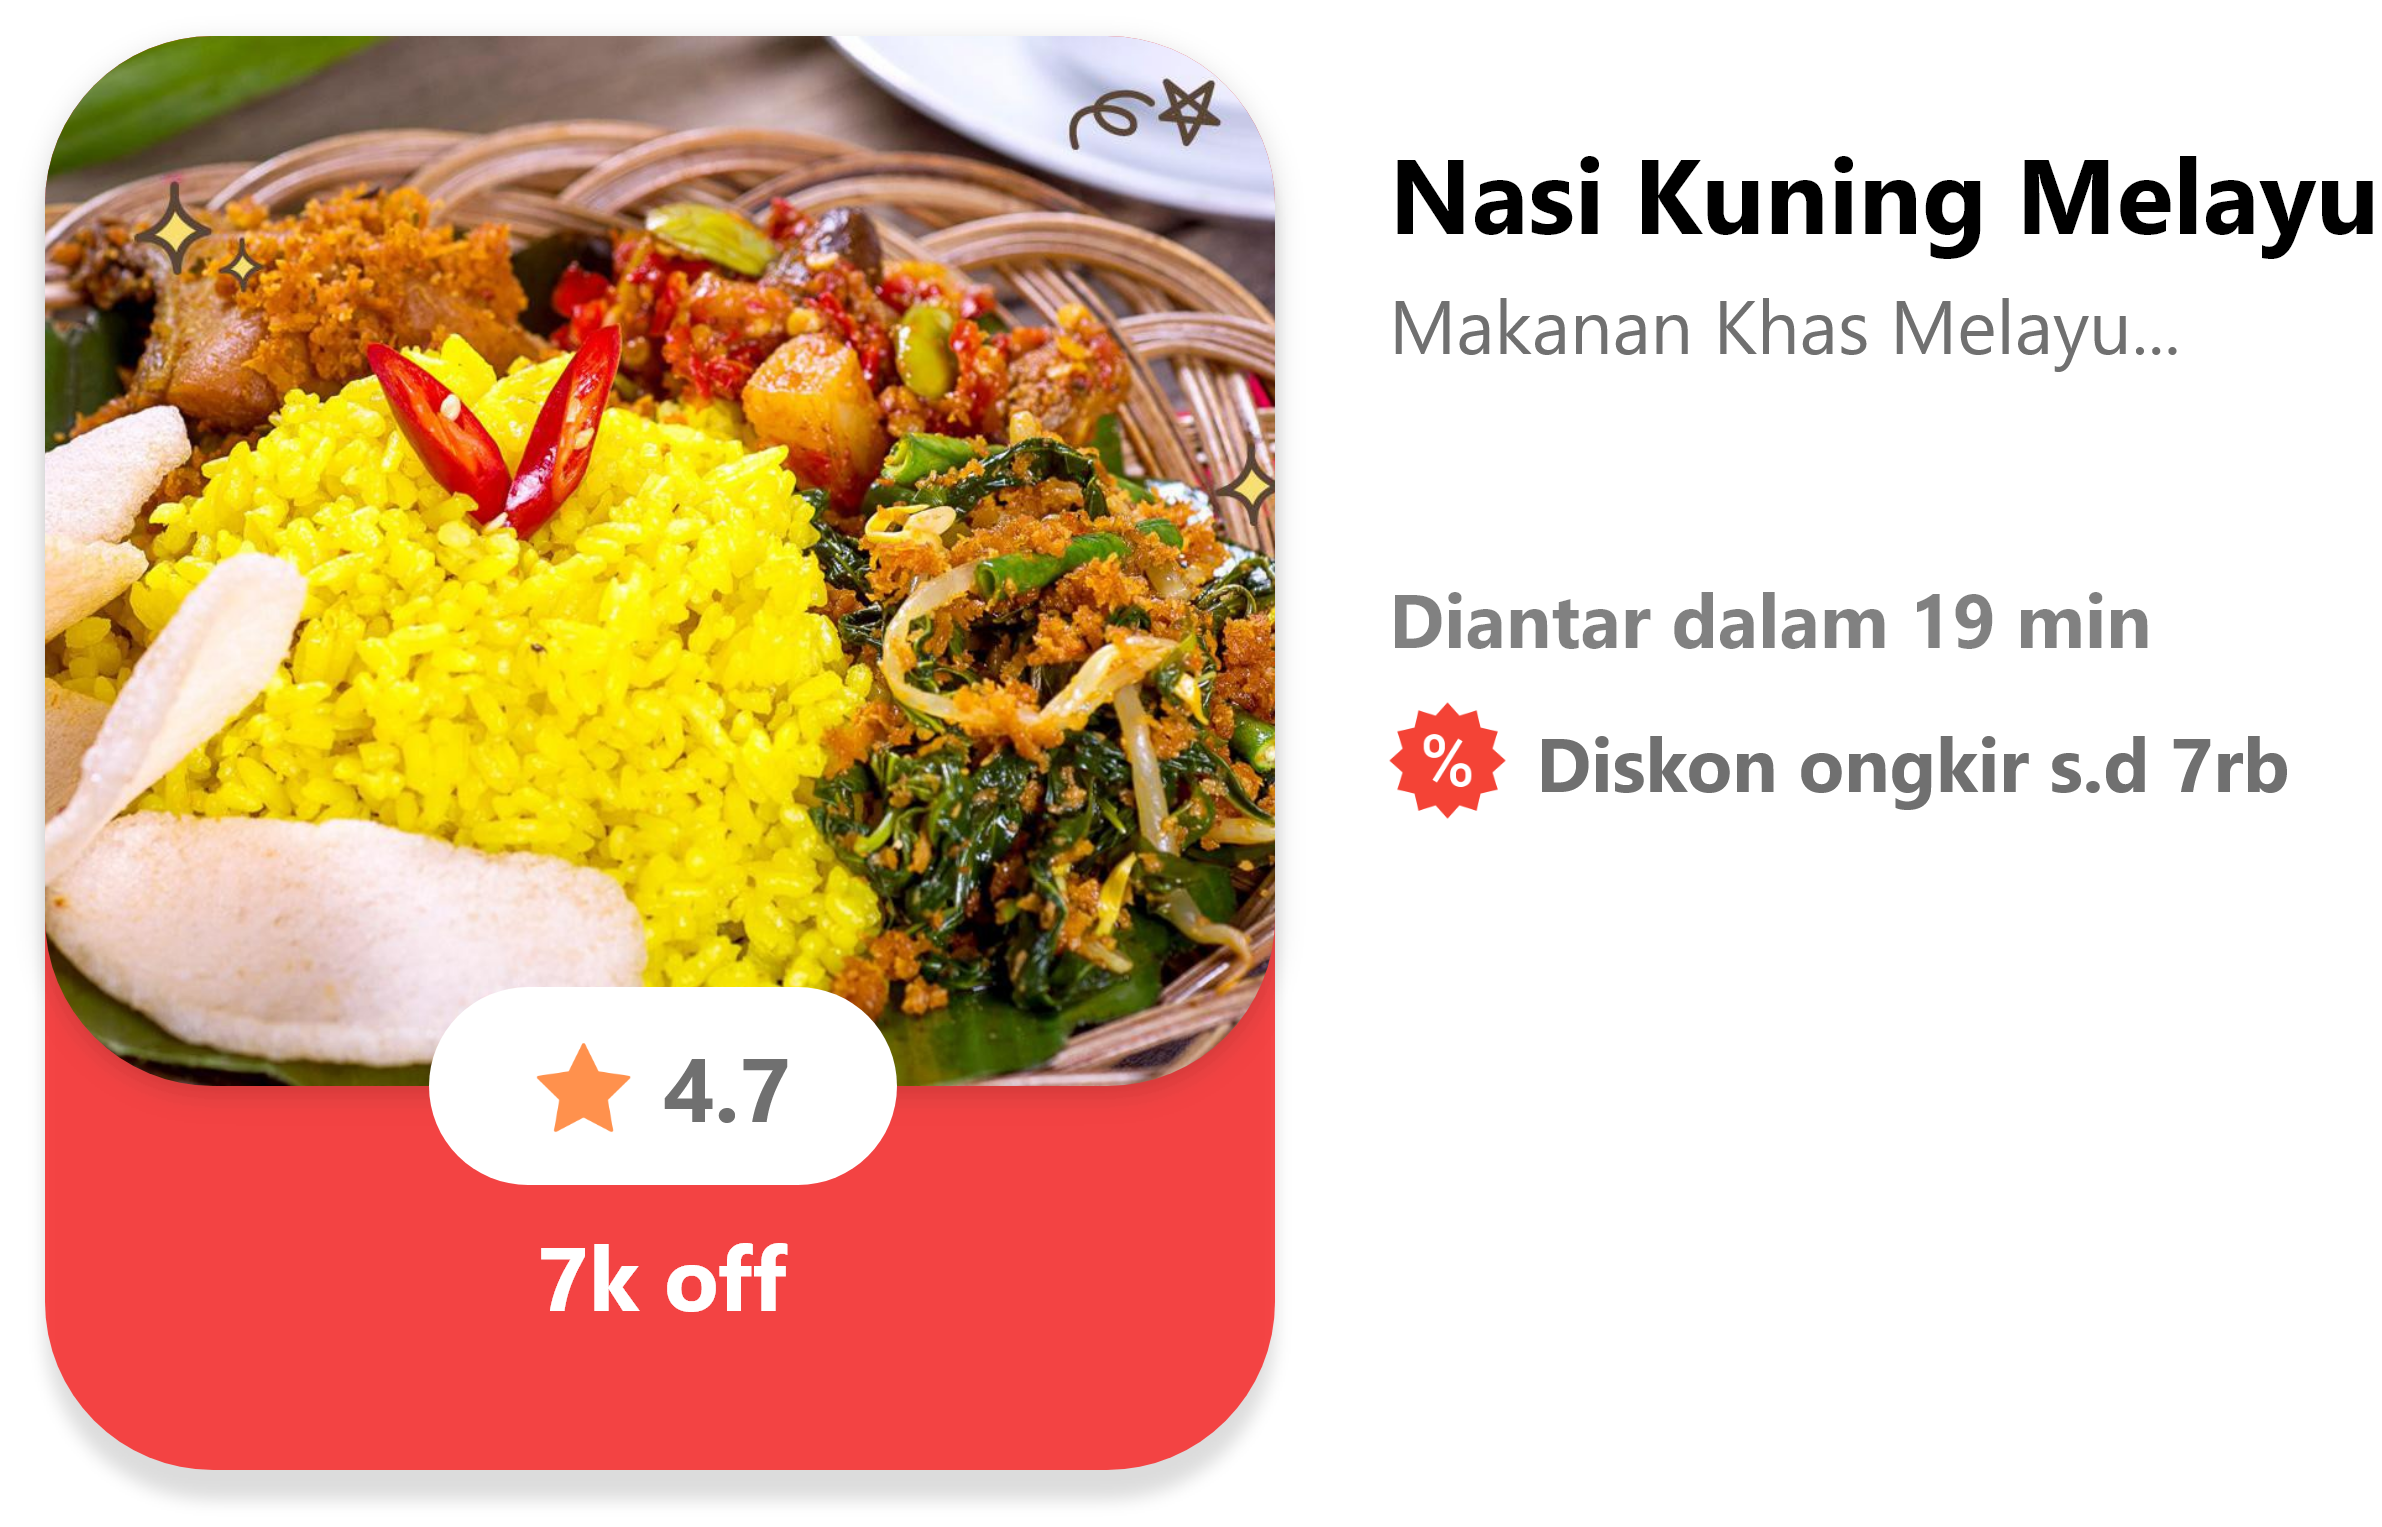 Nasi Kuning Melayu
Makanan Khas Melayu...
Diantar dalam 19 min
% Diskon ongkir s.d 7rb
4.7
7k off